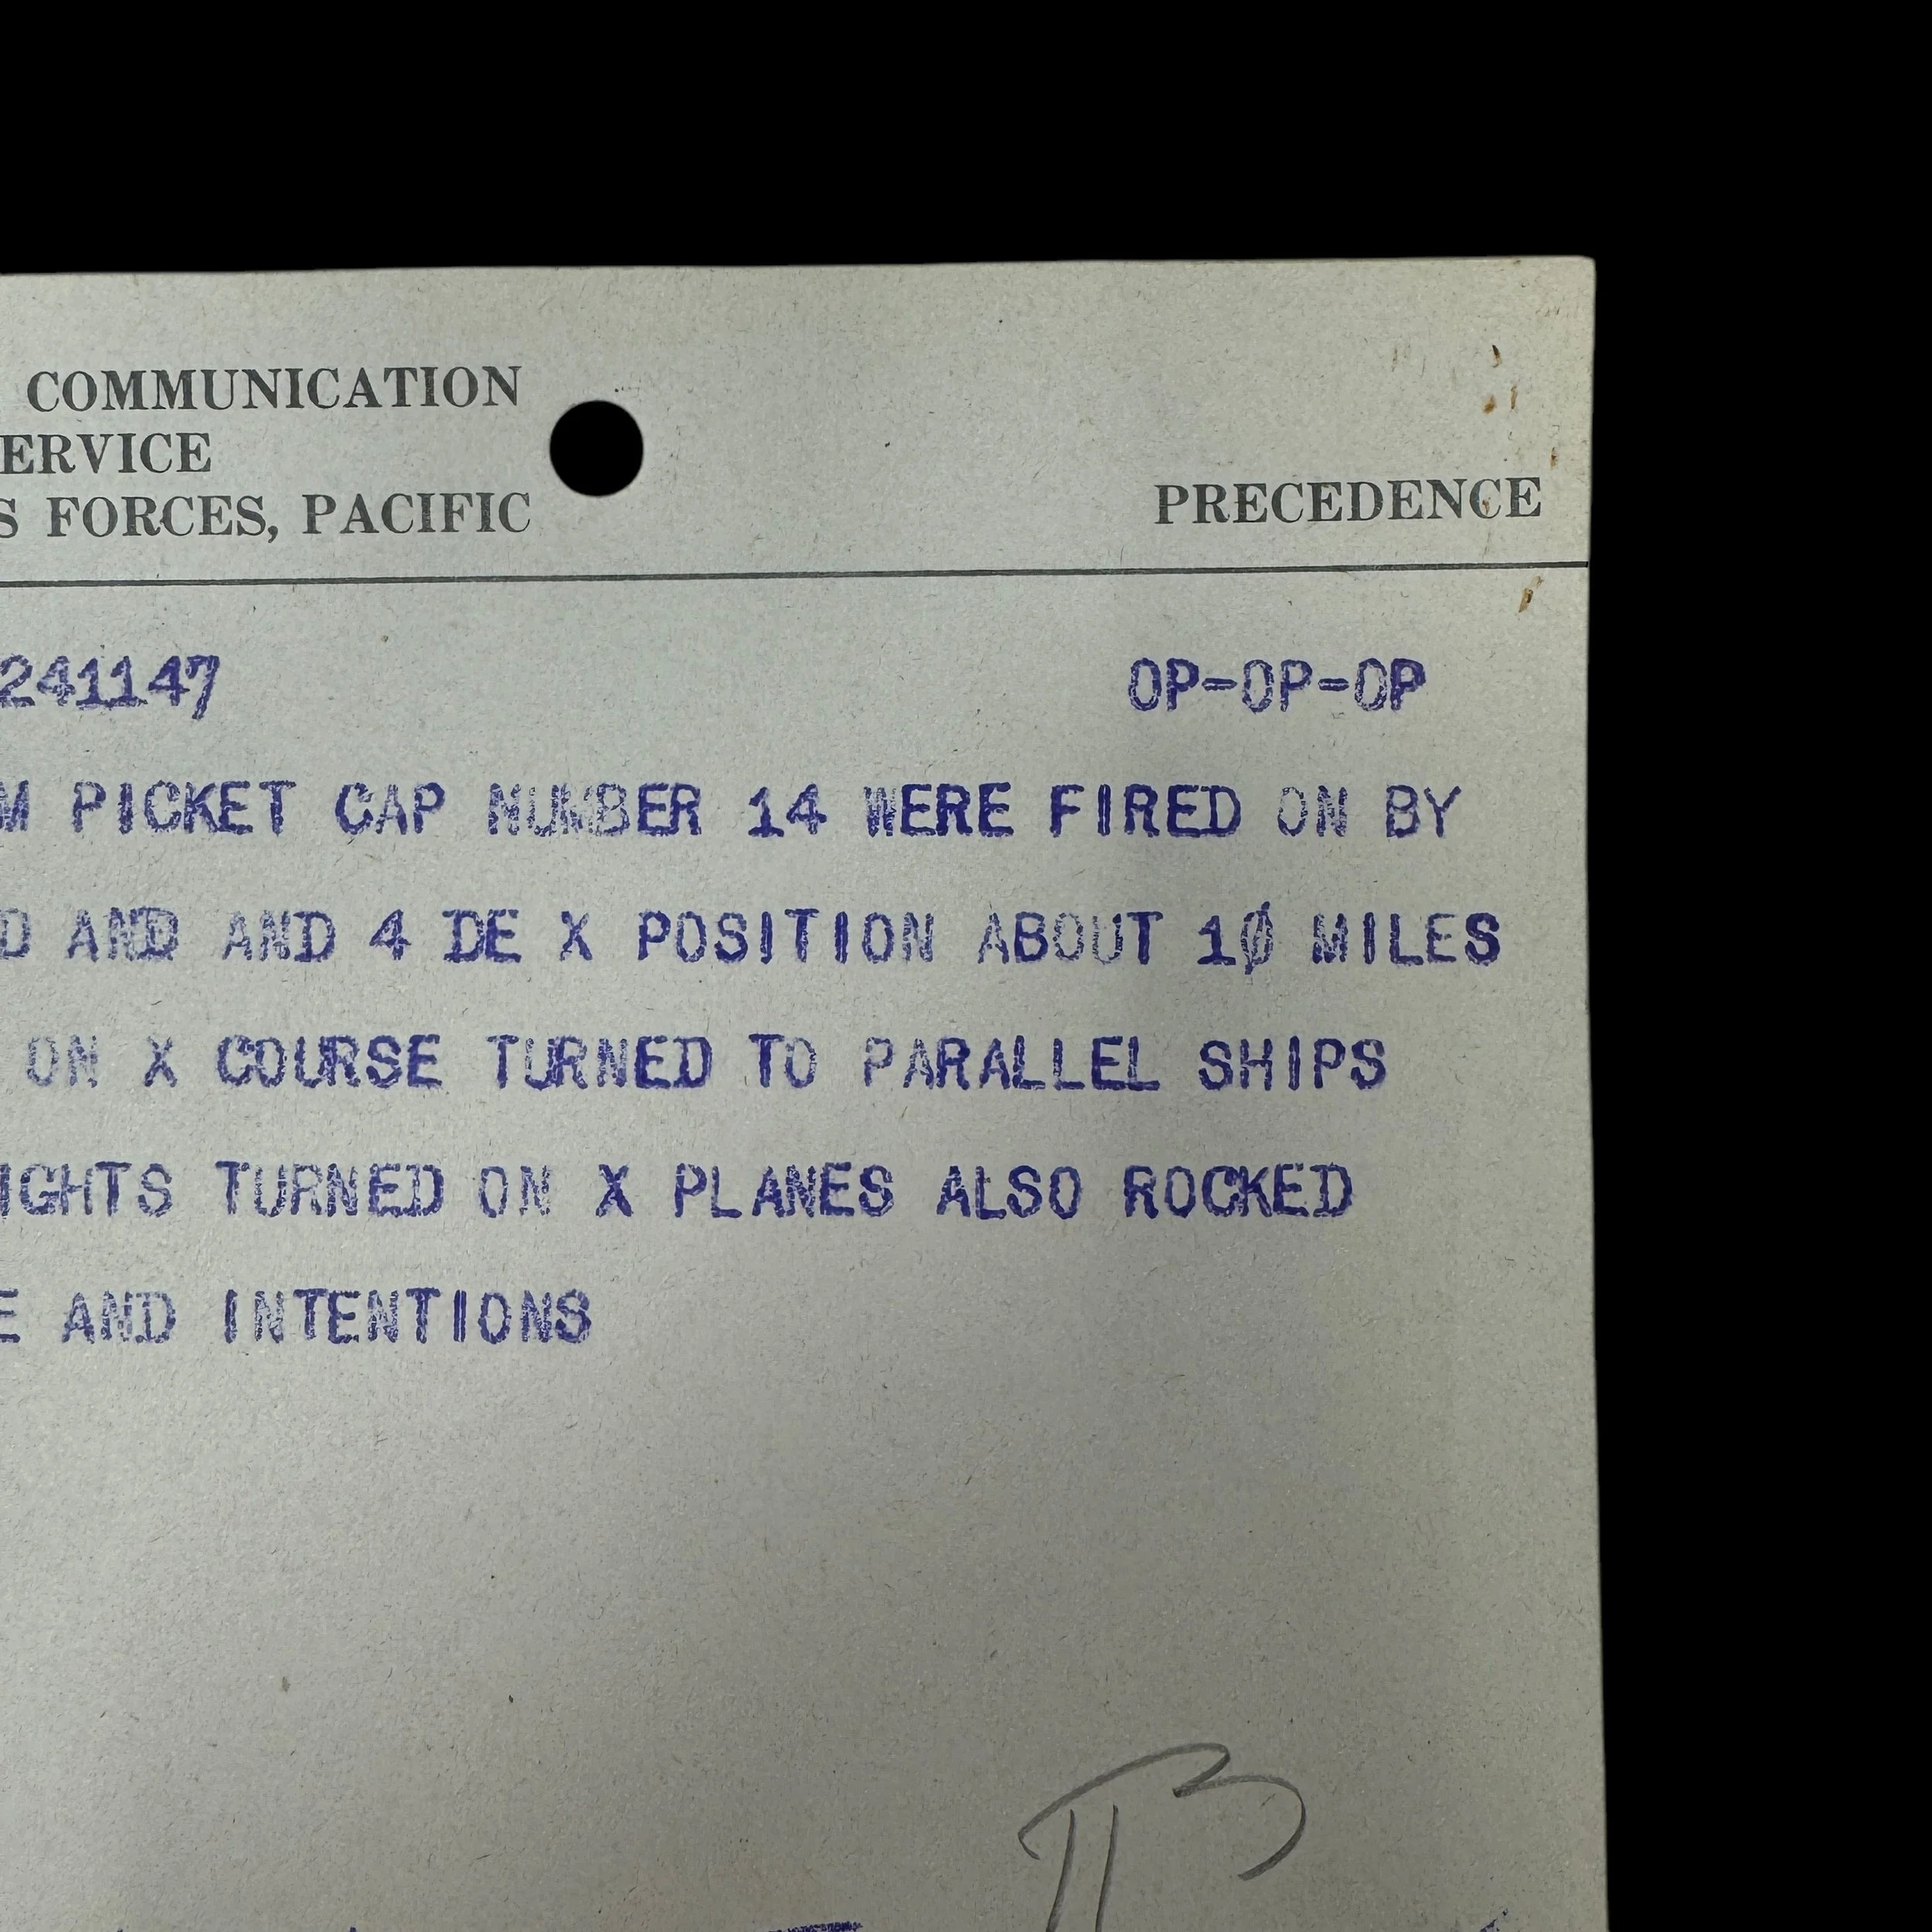 COMMUNICATION
ERVICE
S FORCES, PACIFIC
PRECEDENCE
241147 OP-OP-OP
M PICKET CAP NUMBER 14 WERE FIRED ON BY
D AND AND 4 DE X POSITION ABOUT 1Ø MILES
ON X COURSE TURNED TO PARALLEL SHIPS
IGHTS TURNED ON X PLANES ALSO ROCKED
E AND INTENTIONS